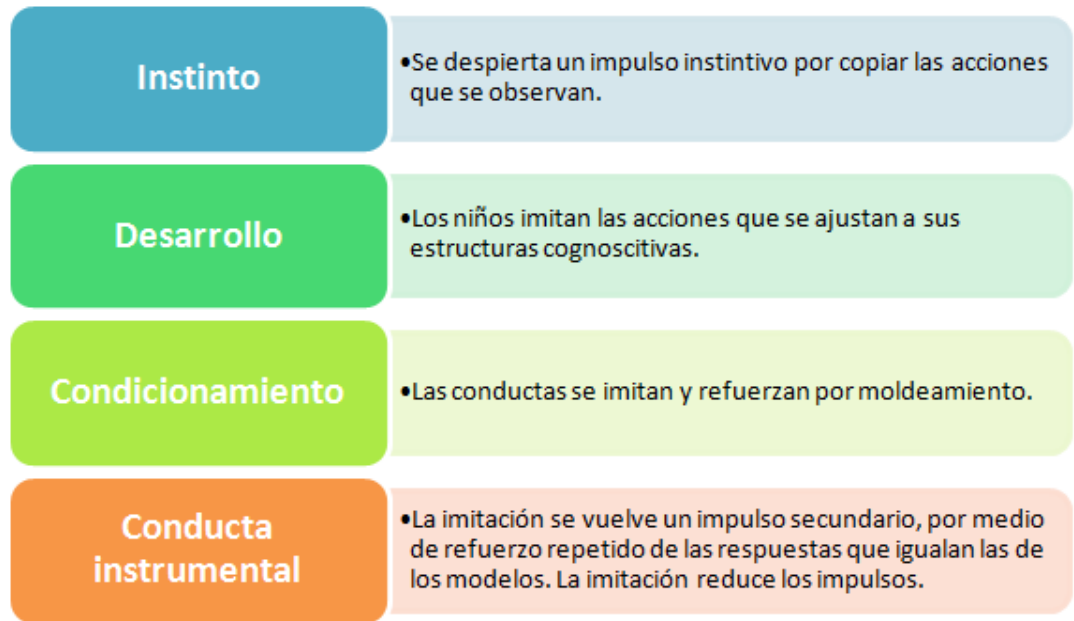 Instinto
•Se despierta un impulso instintivo por copiar las acciones
que se observan.
Desarrollo
•Los niños imitan las acciones que se ajustan a sus
estructuras cognoscitivas.
Condicionamiento
•Las conductas se imitan y refuerzan por moldeamiento.
Conducta
instrumental
•La imitación se vuelve un impulso secundario, por medio
de refuerzo repetido de las respuestas que igualan las de
los modelos. La imitación reduce los impulsos.